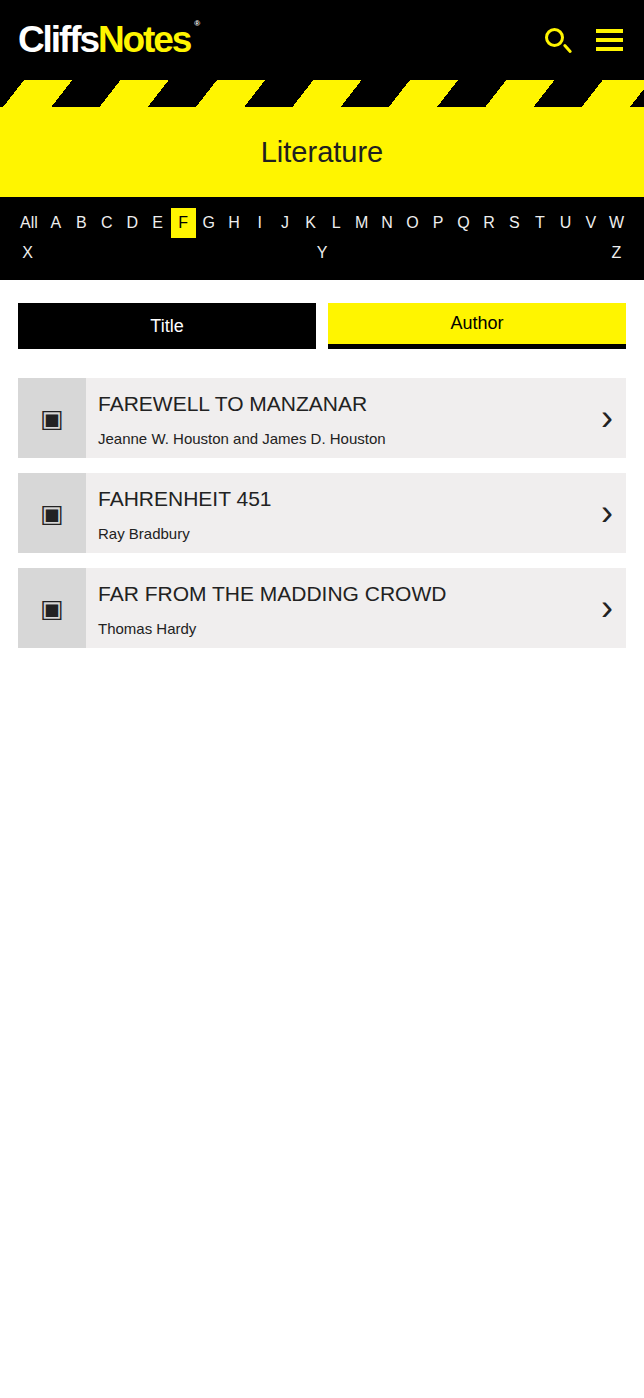 CliffsNotes ®
Literature
All A B C D E F G H I J K L M N O P Q R S T U V W
X Y Z
Title Author
FAREWELL TO MANZANAR
Jeanne W. Houston and James D. Houston
FAHRENHEIT 451
Ray Bradbury
FAR FROM THE MADDING CROWD
Thomas Hardy